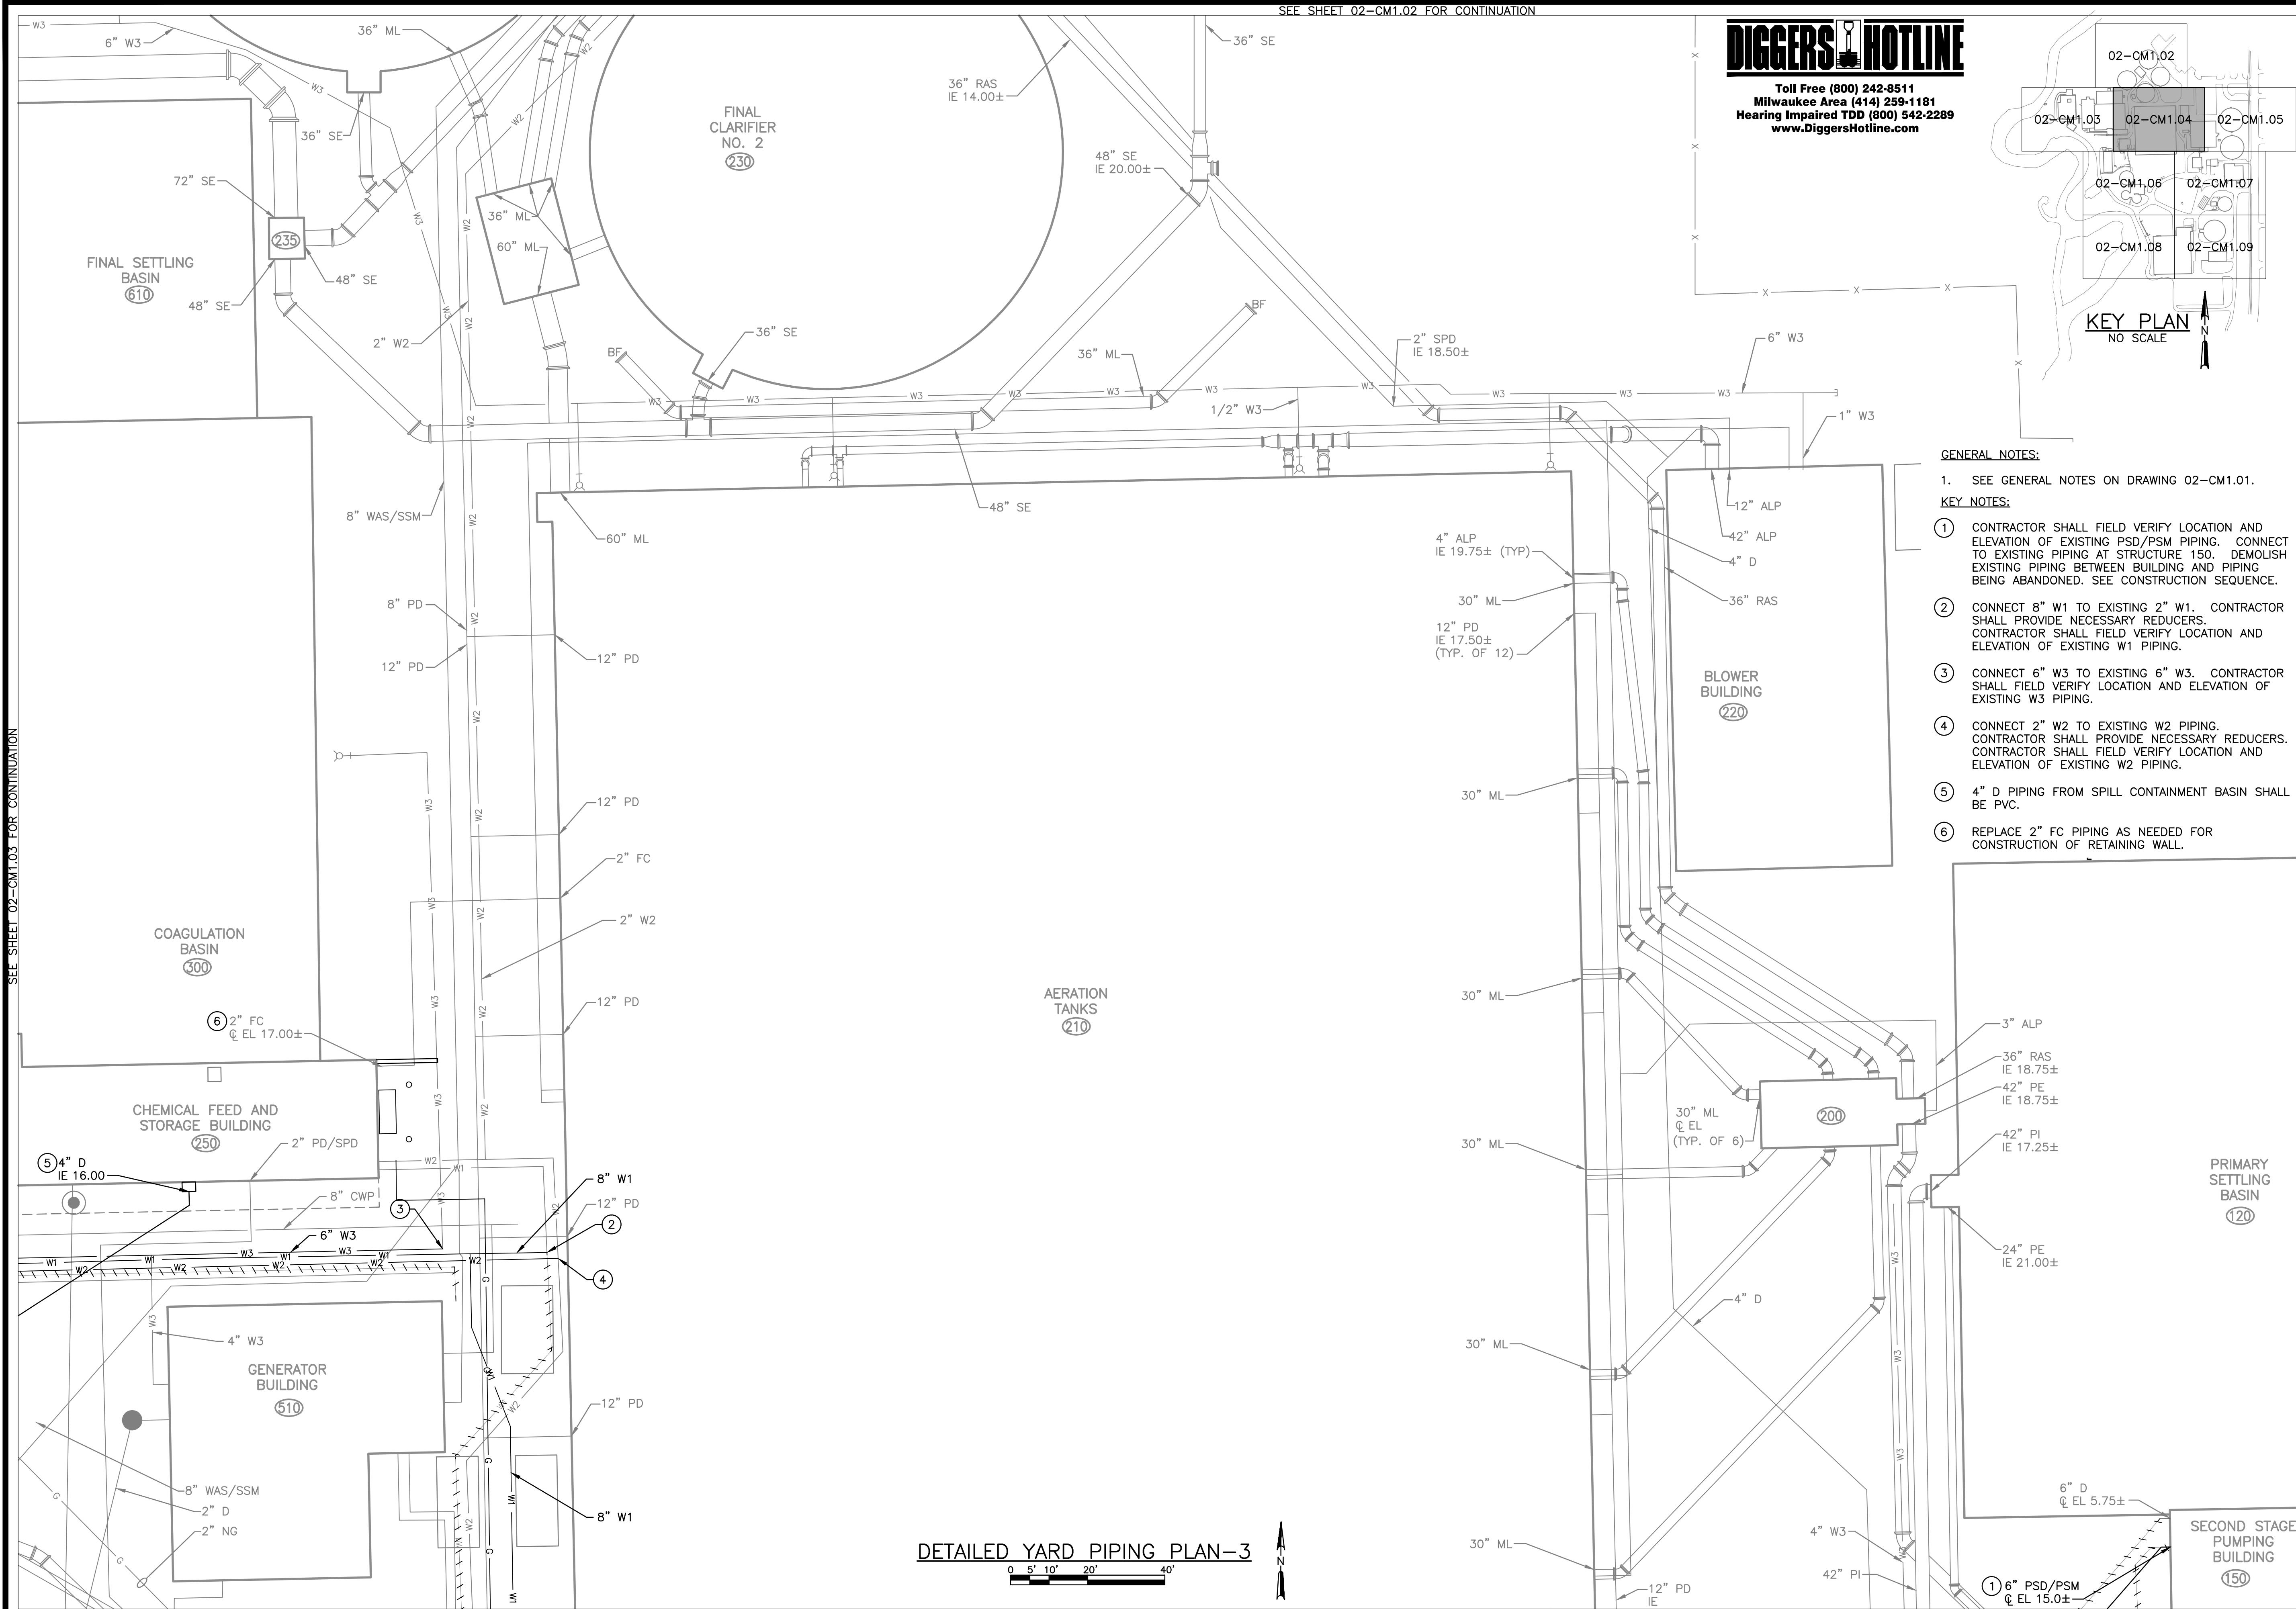 SEE SHEET 02-CM1.02 FOR CONTINUATION
SEE SHEET 02-CM1.03 FOR CONTINUATION
DIGGERS HOTLINE
Toll Free (800) 242-8511
Milwaukee Area (414) 259-1181
Hearing Impaired TDD (800) 542-2289
www.DiggersHotline.com
02-CM1.02
02-CM1.03
02-CM1.04
02-CM1.05
02-CM1.06
02-CM1.07
02-CM1.08
02-CM1.09
KEY PLAN
NO SCALE
N
GENERAL NOTES:
1. SEE GENERAL NOTES ON DRAWING 02-CM1.01.
KEY NOTES:
1 CONTRACTOR SHALL FIELD VERIFY LOCATION AND
ELEVATION OF EXISTING PSD/PSM PIPING. CONNECT
TO EXISTING PIPING AT STRUCTURE 150. DEMOLISH
EXISTING PIPING BETWEEN BUILDING AND PIPING
BEING ABANDONED. SEE CONSTRUCTION SEQUENCE.
2 CONNECT 8" W1 TO EXISTING 2" W1. CONTRACTOR
SHALL PROVIDE NECESSARY REDUCERS.
CONTRACTOR SHALL FIELD VERIFY LOCATION AND
ELEVATION OF EXISTING W1 PIPING.
3 CONNECT 6" W3 TO EXISTING 6" W3. CONTRACTOR
SHALL FIELD VERIFY LOCATION AND ELEVATION OF
EXISTING W3 PIPING.
4 CONNECT 2" W2 TO EXISTING W2 PIPING.
CONTRACTOR SHALL PROVIDE NECESSARY REDUCERS.
CONTRACTOR SHALL FIELD VERIFY LOCATION AND
ELEVATION OF EXISTING W2 PIPING.
5 4" D PIPING FROM SPILL CONTAINMENT BASIN SHALL
BE PVC.
6 REPLACE 2" FC PIPING AS NEEDED FOR
CONSTRUCTION OF RETAINING WALL.
W3
6" W3
36" ML
W3
W2
36" SE
72" SE
235
48" SE
48" SE
FINAL SETTLING
BASIN
610
2" W2
36" ML
60" ML
FINAL
CLARIFIER
NO. 2
230
36" RAS
IE 14.00±
36" SE
48" SE
IE 20.00±
36" SE
BF
BF
36" ML
2" SPD
IE 18.50±
6" W3
1/2" W3
1" W3
8" WAS/SSM
60" ML
48" SE
12" ALP
42" ALP
4" D
36" RAS
4" ALP
IE 19.75± (TYP)
30" ML
12" PD
IE 17.50±
(TYP. OF 12)
8" PD
12" PD
12" PD
BLOWER
BUILDING
220
12" PD
2" FC
2" W2
12" PD
30" ML
30" ML
COAGULATION
BASIN
300
AERATION
TANKS
210
6 2" FC
℄ EL 17.00±
CHEMICAL FEED AND
STORAGE BUILDING
250
2" PD/SPD
5 4" D
IE 16.00
8" CWP
3
6" W3
8" W1
12" PD
2
4
4" W3
GENERATOR
BUILDING
510
12" PD
8" WAS/SSM
2" D
2" NG
8" W1
3" ALP
36" RAS
IE 18.75±
42" PE
IE 18.75±
42" PI
IE 17.25±
200
30" ML
℄ EL
(TYP. OF 6)
30" ML
24" PE
IE 21.00±
PRIMARY
SETTLING
BASIN
120
4" D
30" ML
6" D
℄ EL 5.75±
SECOND STAGE
PUMPING
BUILDING
150
4" W3
30" ML
42" PI
12" PD
IE
1 6" PSD/PSM
℄ EL 15.0±
DETAILED YARD PIPING PLAN-3
0 5' 10' 20' 40'
N